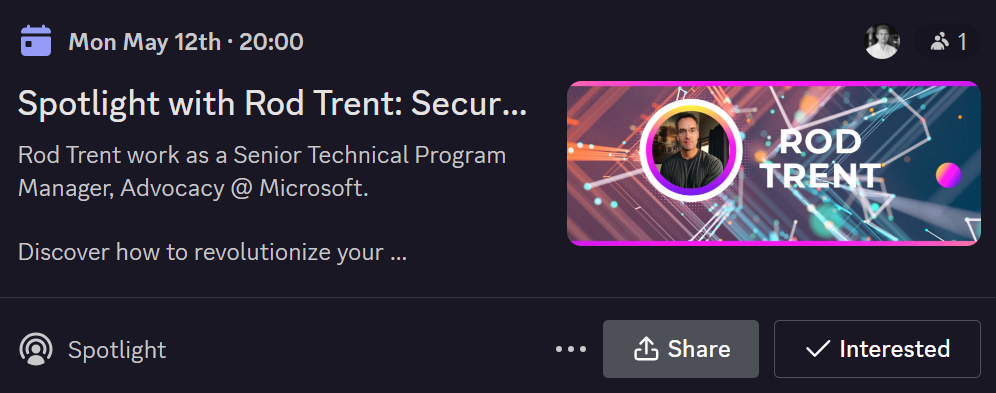 Mon May 12th · 20:00
1
Spotlight with Rod Trent: Secur...
Rod Trent work as a Senior Technical Program
Manager, Advocacy @ Microsoft.
Discover how to revolutionize your ...
ROD
TRENT
Spotlight
Share
Interested